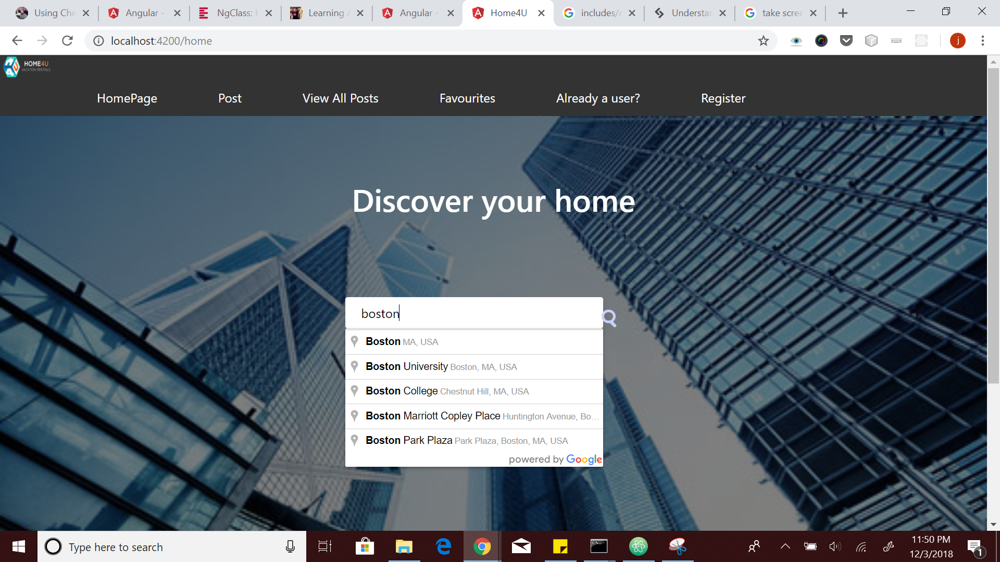 Using Che
Angular -
NgClass:
Learning
Angular -
Home4U
includes/e
Understan
take scree
localhost:4200/home
j
HOME4U
VACATION RENTALS
HomePage
Post
View All Posts
Favourites
Already a user?
Register
Discover your home
boston
Boston MA, USA
Boston University Boston, MA, USA
Boston College Chestnut Hill, MA, USA
Boston Marriott Copley Place Huntington Avenue, Bo...
Boston Park Plaza Park Plaza, Boston, MA, USA
powered by Google
Type here to search
11:50 PM
12/3/2018
1